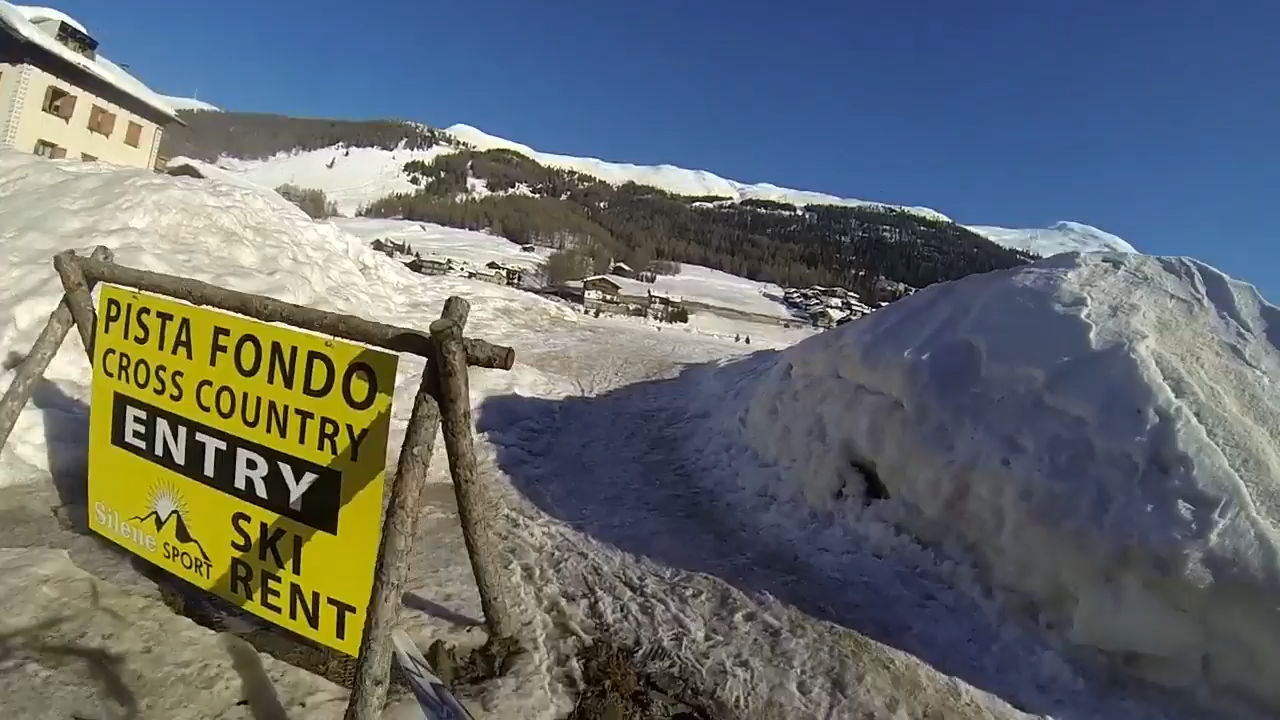 PISTA FONDO
CROSS COUNTRY
ENTRY
SKI
RENT
Silene
SPORT